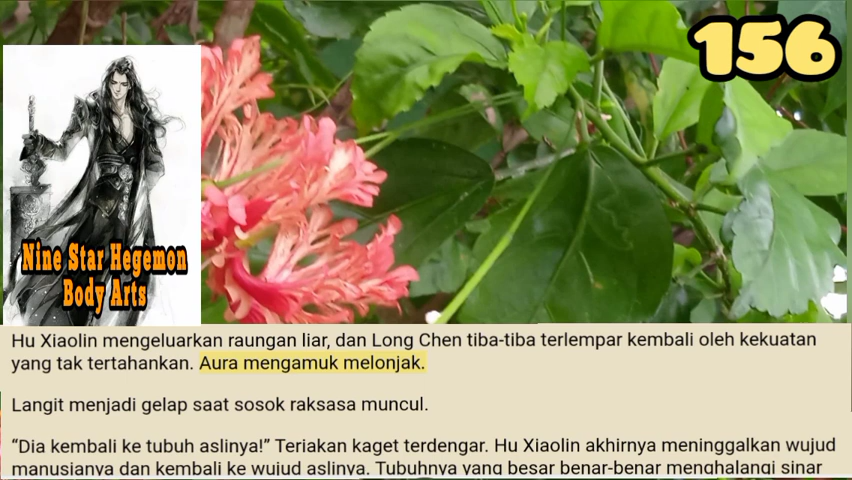 156
Nine Star Hegemon
Body Arts
Hu Xiaolin mengeluarkan raungan liar, dan Long Chen tiba-tiba terlempar kembali oleh kekuatan
yang tak tertahankan. Aura mengamuk melonjak.
Langit menjadi gelap saat sosok raksasa muncul.
“Dia kembali ke tubuh aslinya!” Teriakan kaget terdengar. Hu Xiaolin akhirnya meninggalkan wujud
manusianya dan kembali ke wujud aslinya. Tubuhnya yang besar benar-benar menghalangi sinar